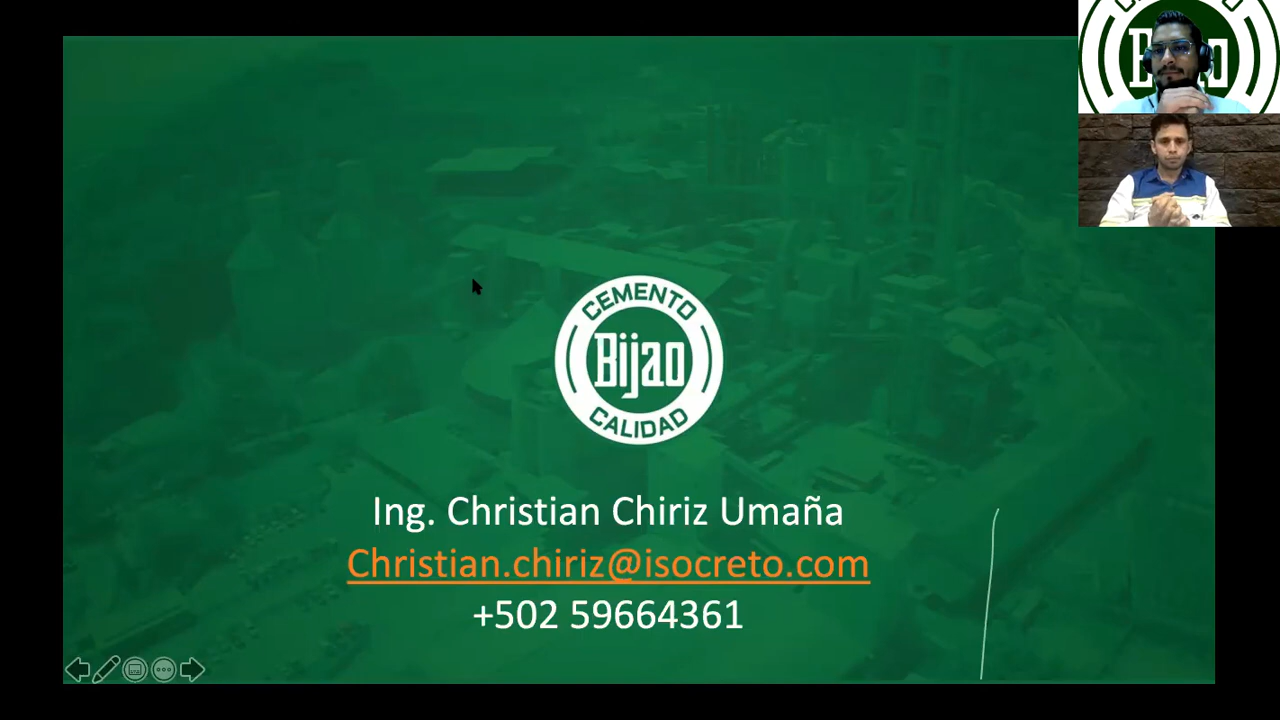 CEMENTO
Bijao
CALIDAD
Ing. Christian Chiriz Umaña
Christian.chiriz@isocreto.com
+502 59664361